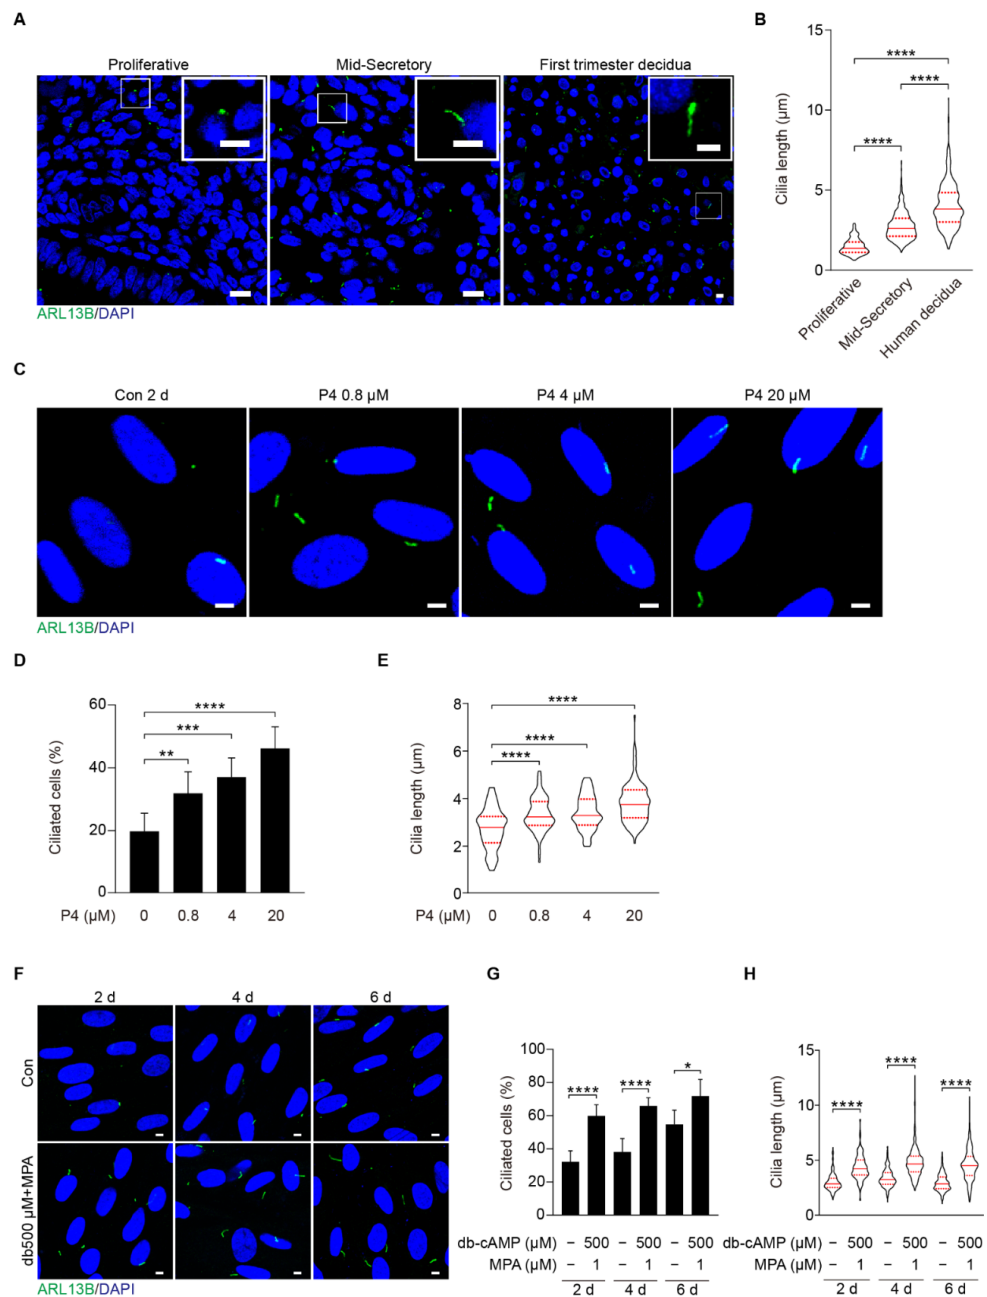 A
Proliferative
Mid-Secretory
First trimester decidua
ARL13B/DAPI
B
Cilia length (µm)
15
10
5
0
****
****
****
Proliferative
Mid-Secretory
Human decidua
C
Con 2 d
P4 0.8 µM
P4 4 µM
P4 20 µM
ARL13B/DAPI
D
Ciliated cells (%)
60
40
20
0
****
***
**
P4 (µM) 0 0.8 4 20
E
Cilia length (µm)
8
6
4
2
0
****
****
****
P4 (µM) 0 0.8 4 20
F
2 d 4 d 6 d
Con
db500 µM+MPA
ARL13B/DAPI
G
Ciliated cells (%)
100
80
60
40
20
0
**** **** *
db-cAMP (µM) – 500 – 500 – 500
MPA (µM) – 1 – 1 – 1
2 d 4 d 6 d
H
Cilia length (µm)
15
10
5
0
**** **** ****
db-cAMP (µM) – 500 – 500 – 500
MPA (µM) – 1 – 1 – 1
2 d 4 d 6 d